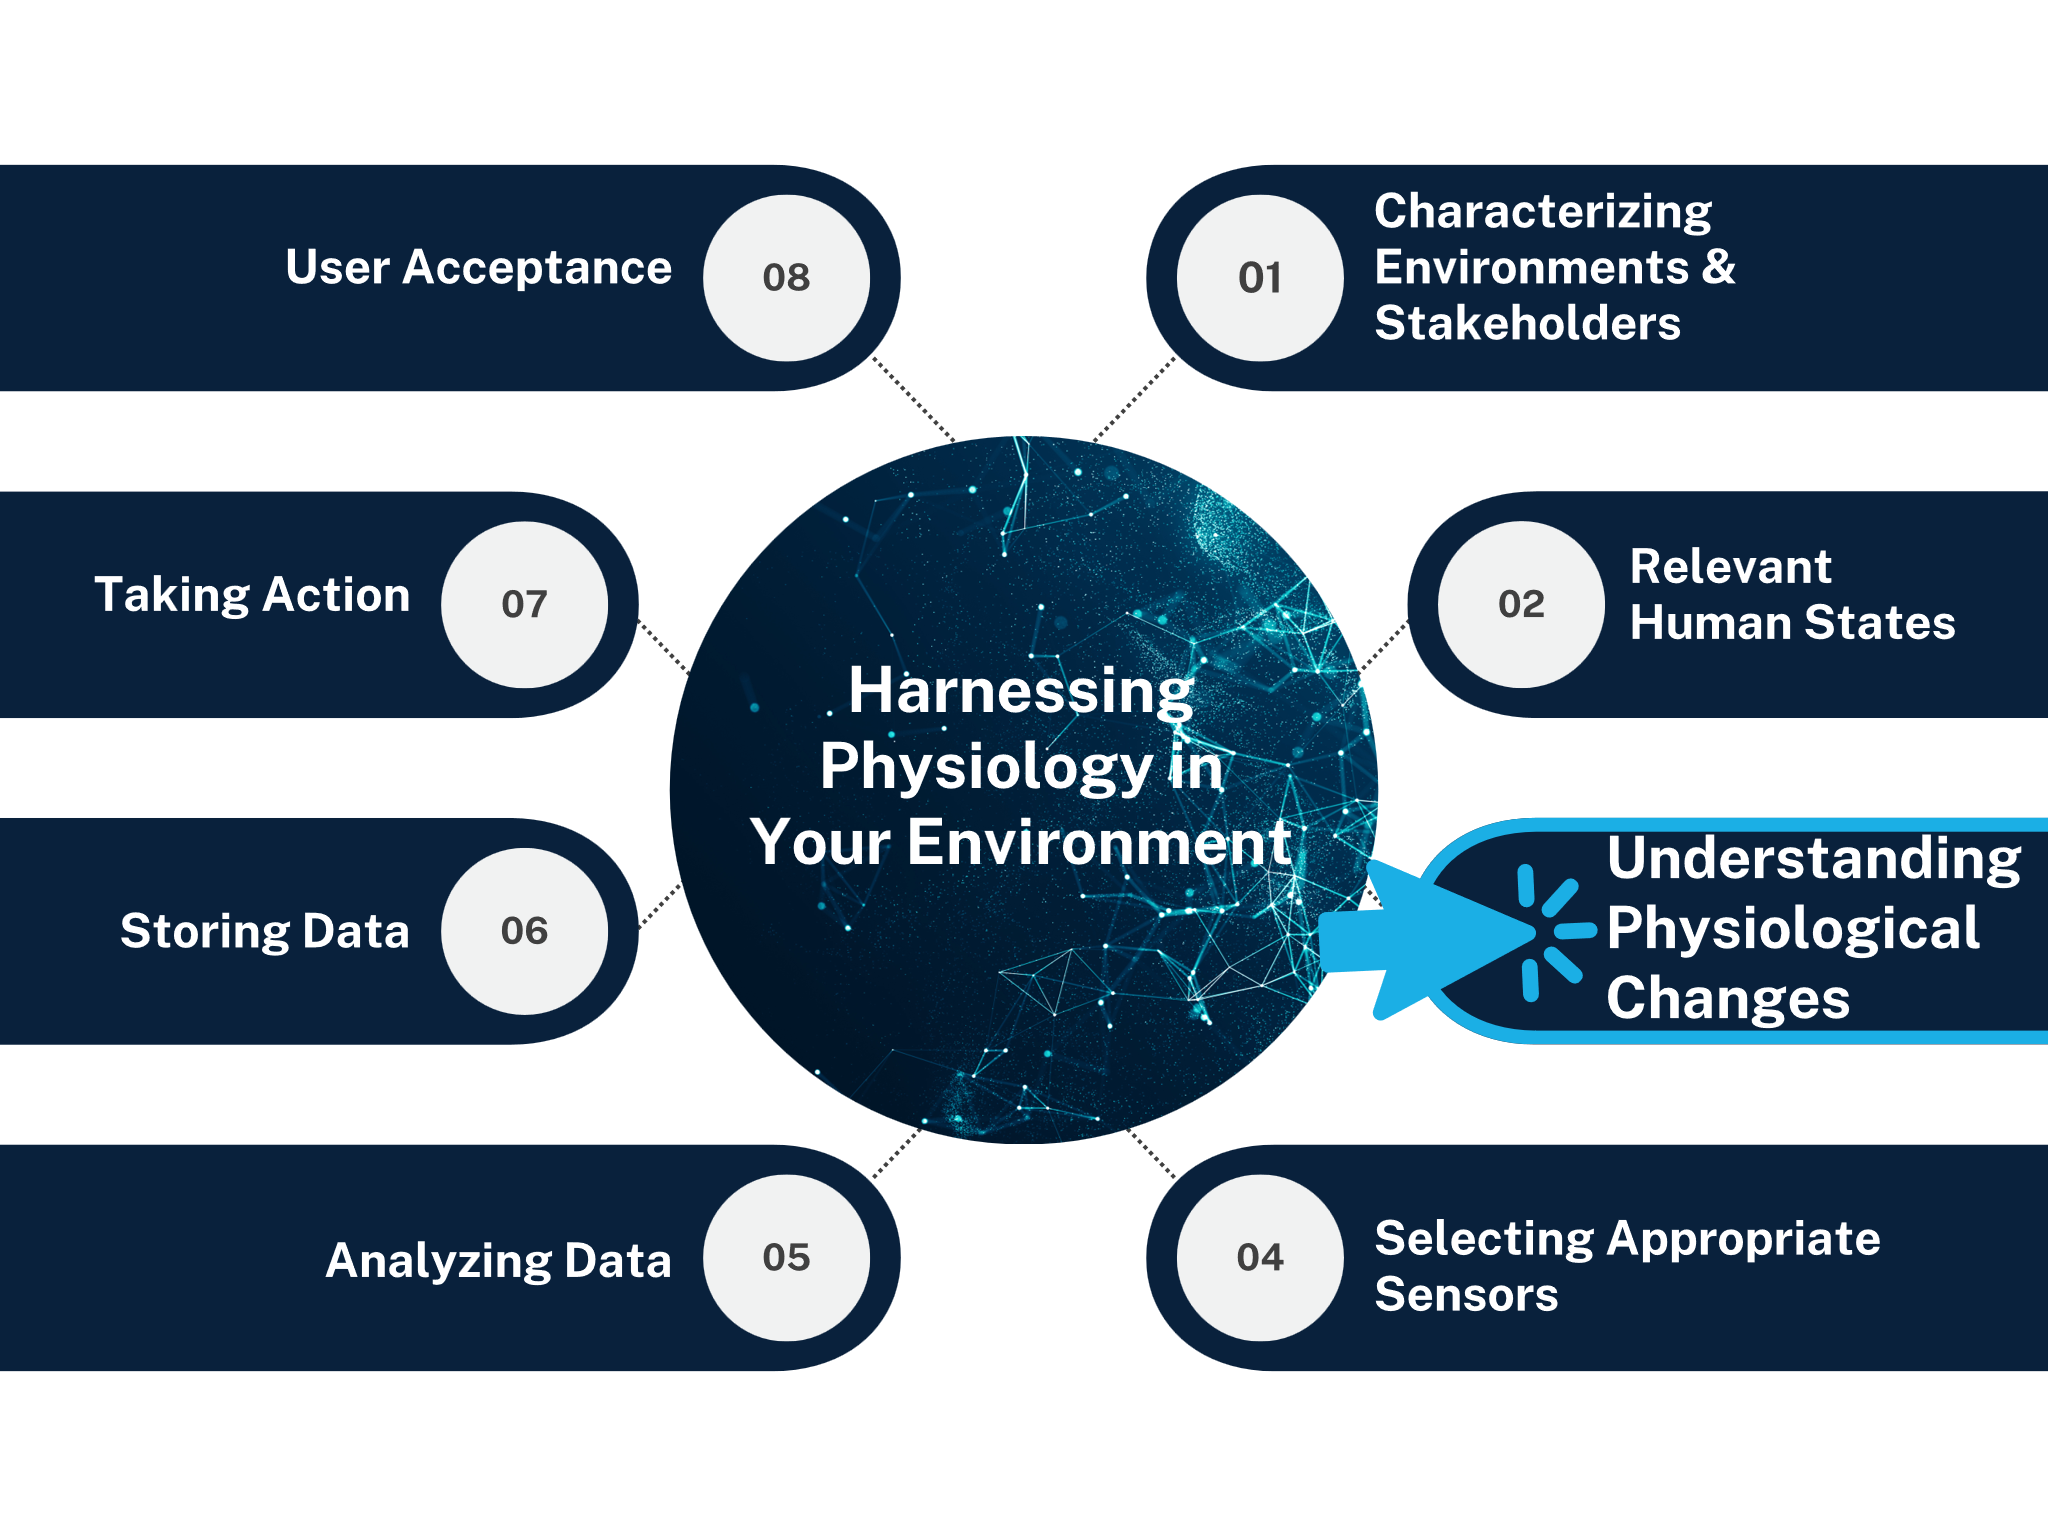 Harnessing
Physiology in
Your Environment
01
Characterizing
Environments &
Stakeholders
02
Relevant
Human States
Understanding
Physiological
Changes
04
Selecting Appropriate
Sensors
05
Analyzing Data
06
Storing Data
07
Taking Action
08
User Acceptance